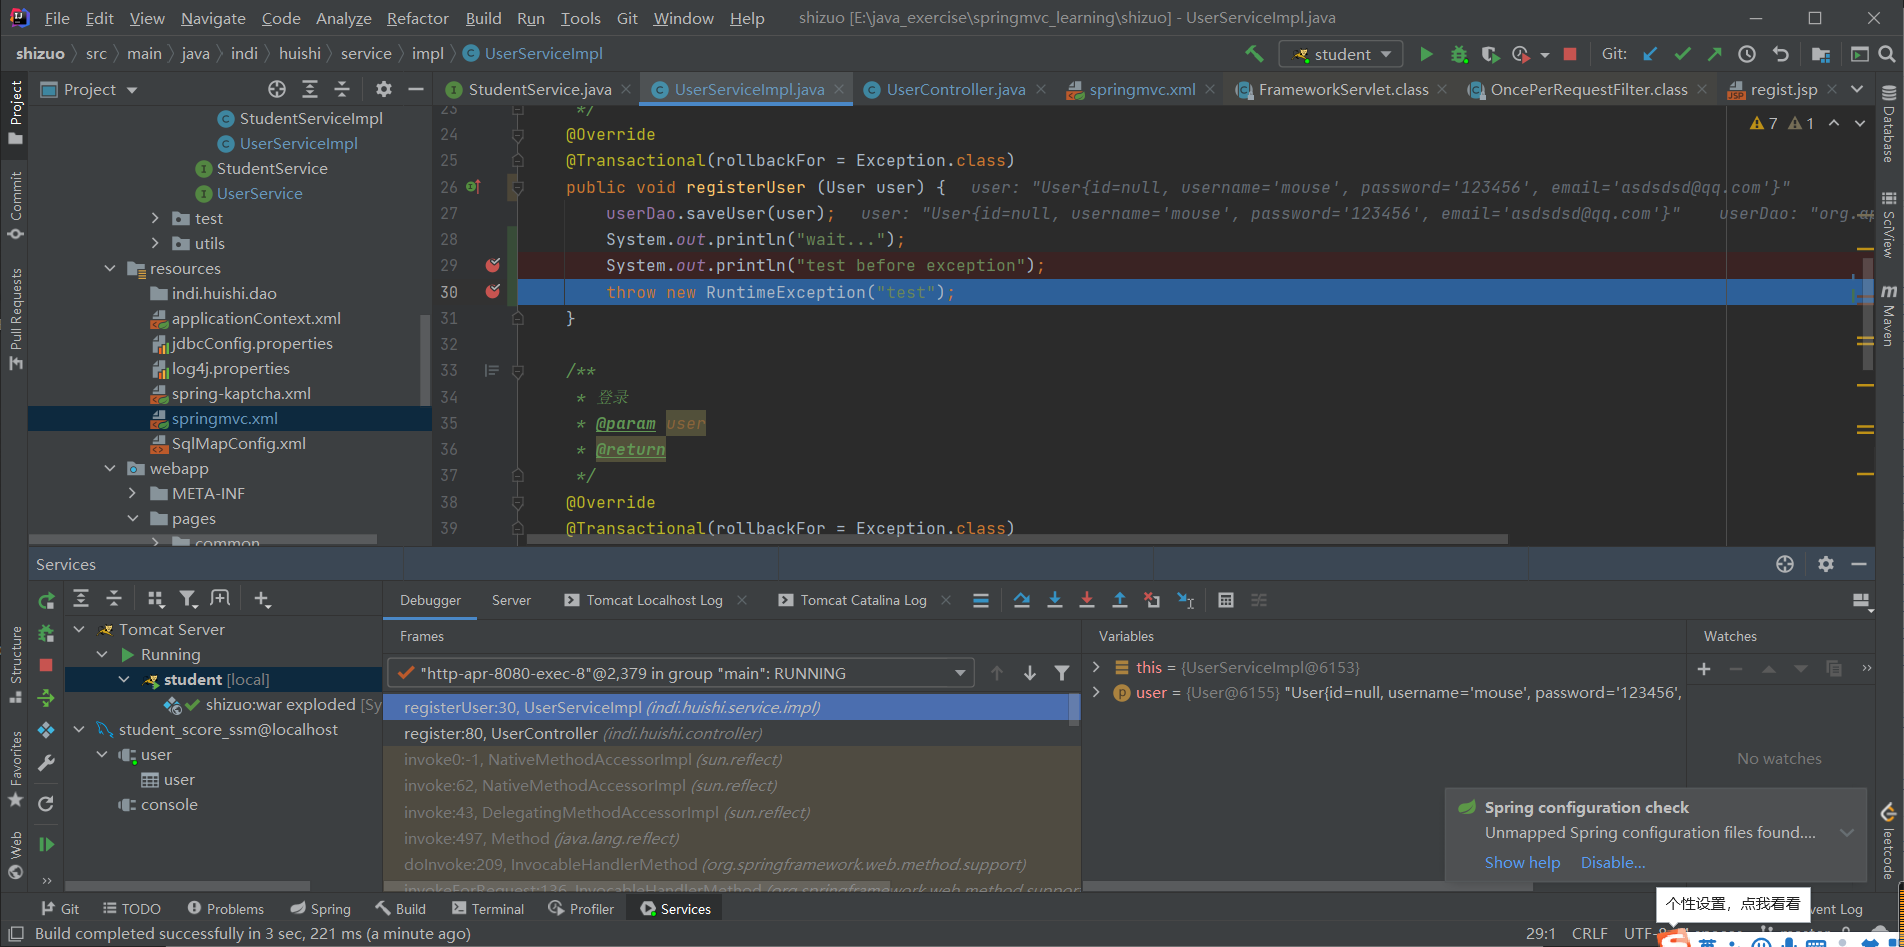 File Edit View Navigate Code Analyze Refactor Build Run Tools Git Window Help shizuo [E:\java_exercise\springmvc_learning\shizuo] - UserServiceImpl.java
shizuo src main java indi huishi service impl UserServiceImpl student Git:
Project
StudentService.java UserServiceImpl.java UserController.java springmvc.xml FrameworkServlet.class OncePerRequestFilter.class regist.jsp
Project
Commit
Pull Requests
Structure
Favorites
Web
StudentServiceImpl
UserServiceImpl
StudentService
UserService
test
utils
resources
indi.huishi.dao
applicationContext.xml
jdbcConfig.properties
log4j.properties
spring-kaptcha.xml
springmvc.xml
SqlMapConfig.xml
webapp
META-INF
pages
common
7 1
23 */
24 @Override
25 @Transactional(rollbackFor = Exception.class)
26 public void registerUser (User user) { user: "User{id=null, username='mouse', password='123456', email='asdsdsd@qq.com'}"
27 userDao.saveUser(user); user: "User{id=null, username='mouse', password='123456', email='asdsdsd@qq.com'}" userDao: "org.ap
28 System.out.println("wait...");
29 System.out.println("test before exception");
30 throw new RuntimeException("test");
31 }
32
33 /**
34 * 登录
35 * @param user
36 * @return
37 */
38 @Override
39 @Transactional(rollbackFor = Exception.class)
Database
SciView
Maven
leetcode
Services
Debugger Server Tomcat Localhost Log Tomcat Catalina Log
Tomcat Server
Running
student [local]
shizuo:war exploded [Sy
student_score_ssm@localhost
user
user
console
Frames
"http-apr-8080-exec-8"@2,379 in group "main": RUNNING
registerUser:30, UserServiceImpl (indi.huishi.service.impl)
register:80, UserController (indi.huishi.controller)
invoke0:-1, NativeMethodAccessorImpl (sun.reflect)
invoke:62, NativeMethodAccessorImpl (sun.reflect)
invoke:43, DelegatingMethodAccessorImpl (sun.reflect)
invoke:497, Method (java.lang.reflect)
doInvoke:209, InvocableHandlerMethod (org.springframework.web.method.support)
invokeForRequest:136, InvocableHandlerMethod (org.springframework.web.method.suppor
Variables
this = {UserServiceImpl@6153}
user = {User@6155} "User{id=null, username='mouse', password='123456',
Watches
No watches
Spring configuration check
Unmapped Spring configuration files found....
Show help Disable...
个性设置，点我看看
Git TODO Problems Spring Build Terminal Profiler Services vent Log
Build completed successfully in 3 sec, 221 ms (a minute ago) 29:1 CRLF UTF-8
英